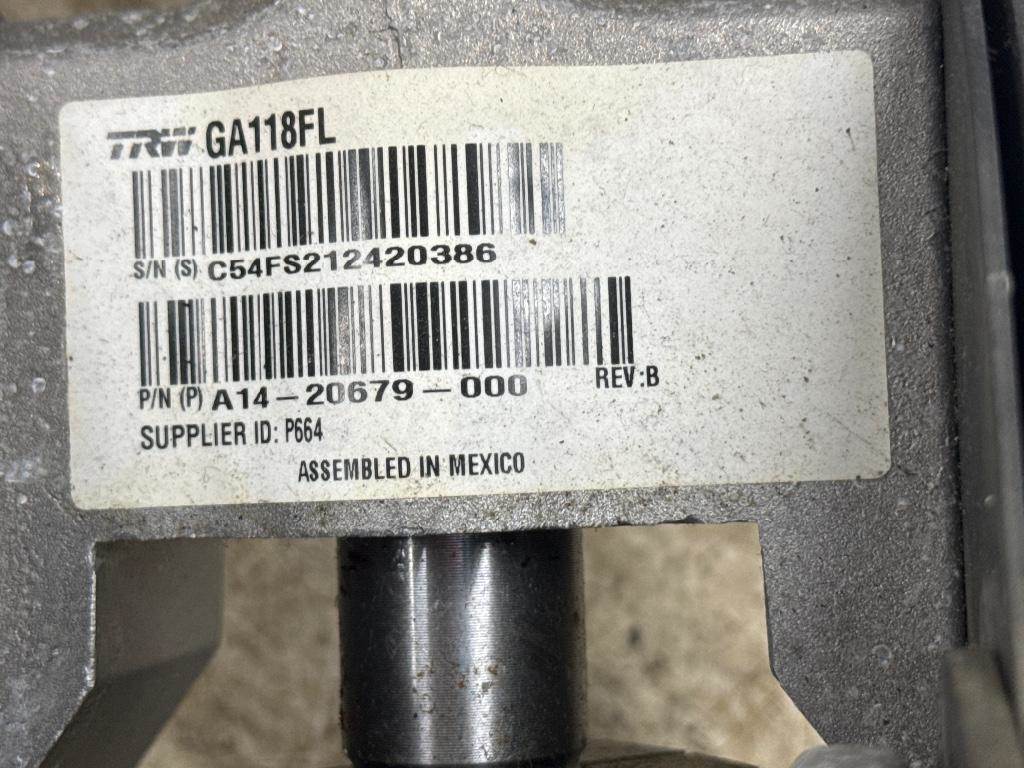 TRW GA118FL
S/N (S) C54FS212420386
P/N (P) A14-20679-000 REV:B
SUPPLIER ID: P664
ASSEMBLED IN MEXICO